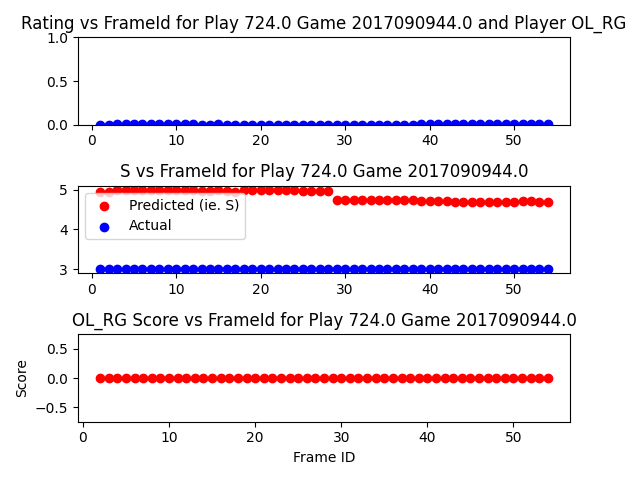 Rating vs FrameId for Play 724.0 Game 2017090944.0 and Player OL_RG
1.0
0.5
0.0
0 10 20 30 40 50
S vs FrameId for Play 724.0 Game 2017090944.0
5
4
3
Predicted (ie. S)
Actual
0 10 20 30 40 50
OL_RG Score vs FrameId for Play 724.0 Game 2017090944.0
Score
0.5
0.0
−0.5
0 10 20 30 40 50
Frame ID